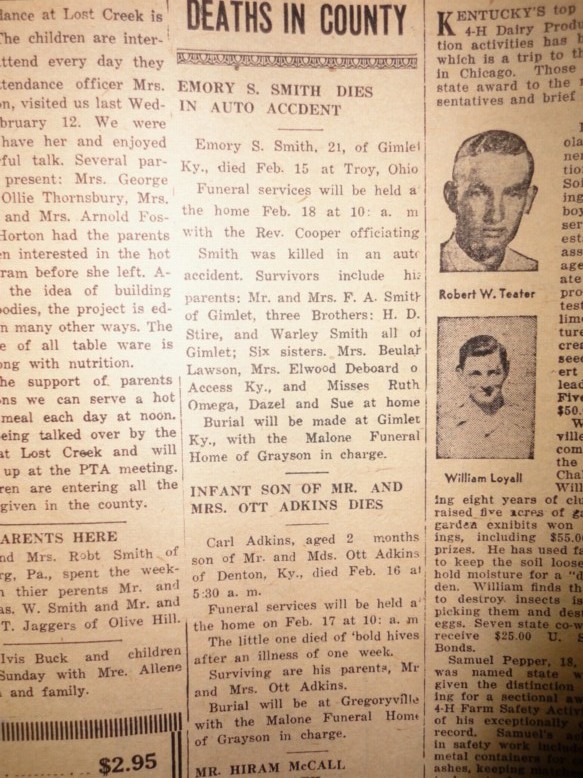 dance at Lost Creek is
The children are inter-
attend every day they
ttendance officer Mrs.
on, visited us last Wed-
bruary 12. We were
have her and enjoyed
ful talk. Several par-
present: Mrs. George
Ollie Thornsbury, Mrs.
and Mrs. Arnold Fos-
Horton had the parents
en interested in the hot
ram before she left. A-
the idea of building
odies, the project is ed-
n many other ways. The
e of all table ware is
ong with nutrition.
he support of parents
ons we can serve a hot
meal each day at noon.
eing talked over by the
at Lost Creek and will
up at the PTA meeting.
ren are entering all the
given in the county.
ARENTS HERE
nd Mrs. Robt Smith of
rg, Pa., spent the week-
n thier perents Mr. and
as. W. Smith and Mr. and
T. Jaggers of Olive Hill.
lvis Buck and children
Sunday with Mre. Allene
and family.
$2.95
DEATHS IN COUNTY
EMORY S. SMITH DIES
IN AUTO ACCDENT
Emory S. Smith, 21, of Gimlet
Ky., died Feb. 15 at Troy, Ohio
Funeral services will be held a
the home Feb. 18 at 10: a. m
with the Rev. Cooper officiating
Smith was killed in an auto
accident. Survivors include his
parents: Mr. and Mrs. F. A. Smith
of Gimlet, three Brothers: H. D.
Stire, and Warley Smith all of
Gimlet; Six sisters. Mrs. Beulah
Lawson, Mrs. Elwood Deboard o
Access Ky., and Misses Ruth
Omega, Dazel and Sue at home
Burial will be made at Gimlet
Ky., with the Malone Funeral
Home of Grayson in charge.
INFANT SON OF MR. AND
MRS. OTT ADKINS DIES
Carl Adkins, aged 2 months
son of Mr. and Mds. Ott Adkins
of Denton, Ky., died Feb. 16 at
5:30 a. m.
Funeral services will be held a
the home on Feb. 17 at 10: a. m
The little one died of 'bold hives
after an illness of one week.
Surviving are his parents, Mr
and Mrs. Ott Adkins.
Burial will be at Gregoryville
with the Malone Funeral Home
of Grayson in charge.
MR. HIRAM McCALL
KENTUCKY'S top
4-H Dairy Produ
tion activities has b
which is a trip to th
in Chicago. Those
state award to the n
sentatives and brief
Robert W. Teater
William Loyall
ing eight years of clu
raised five acres of ga
garden exhibits won
ings, including $55.00
prizes. He has used fa
to keep the soil loose
hold moisture for a "d
den. William finds th
to destroy. Insects is
picking them and dest
eggs. Seven state co-w
receive $25.00 U. S
Bonds.
Samuel Pepper, 18,
was named state w
given the distinction
ing for a sectional aw
4-H Farm Safety Activ
of his exceptionally
record. Samuel's a
in safety work includ
metal containers for
ashes, keeping match